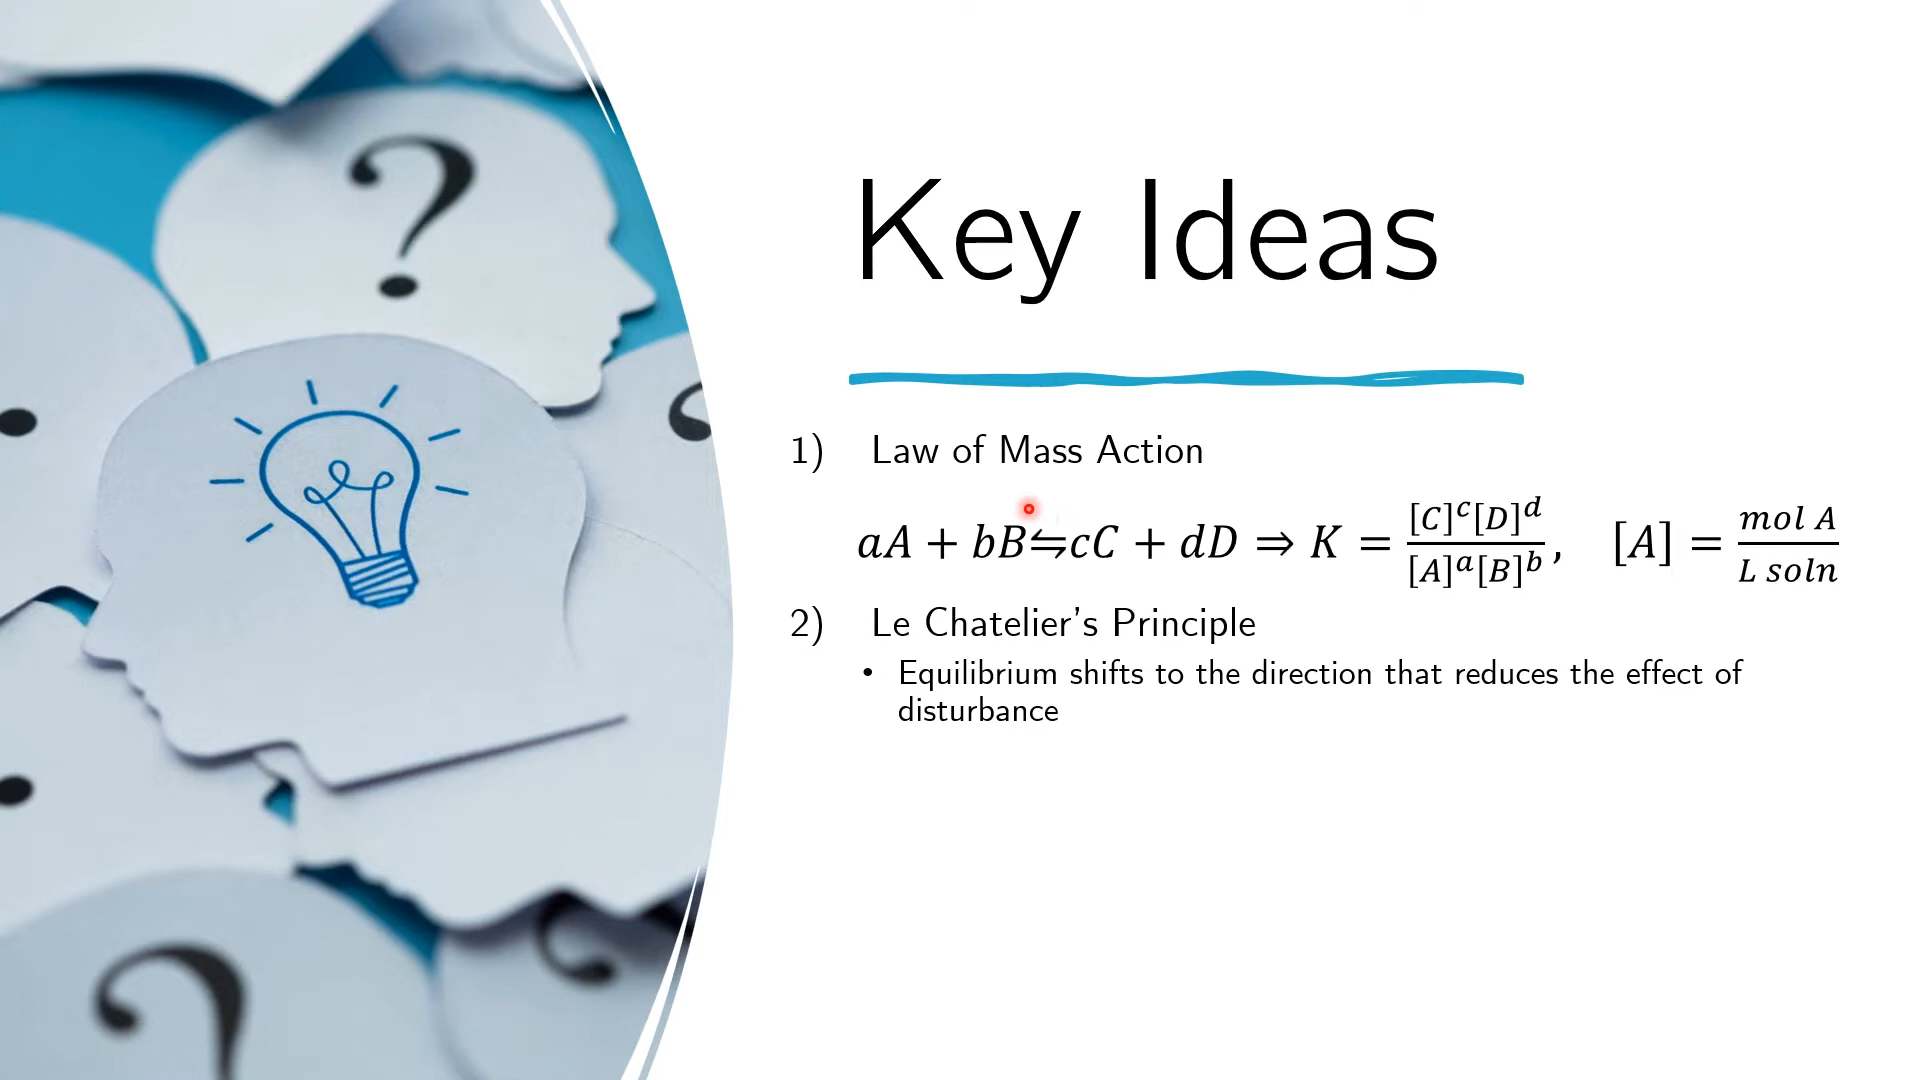 Key Ideas
1) Law of Mass Action
aA + bB⇋cC + dD ⇒ K = [C]^c[D]^d / [A]^a[B]^b , [A] = mol A / L soln
2) Le Chatelier's Principle
• Equilibrium shifts to the direction that reduces the effect of
disturbance
?
?